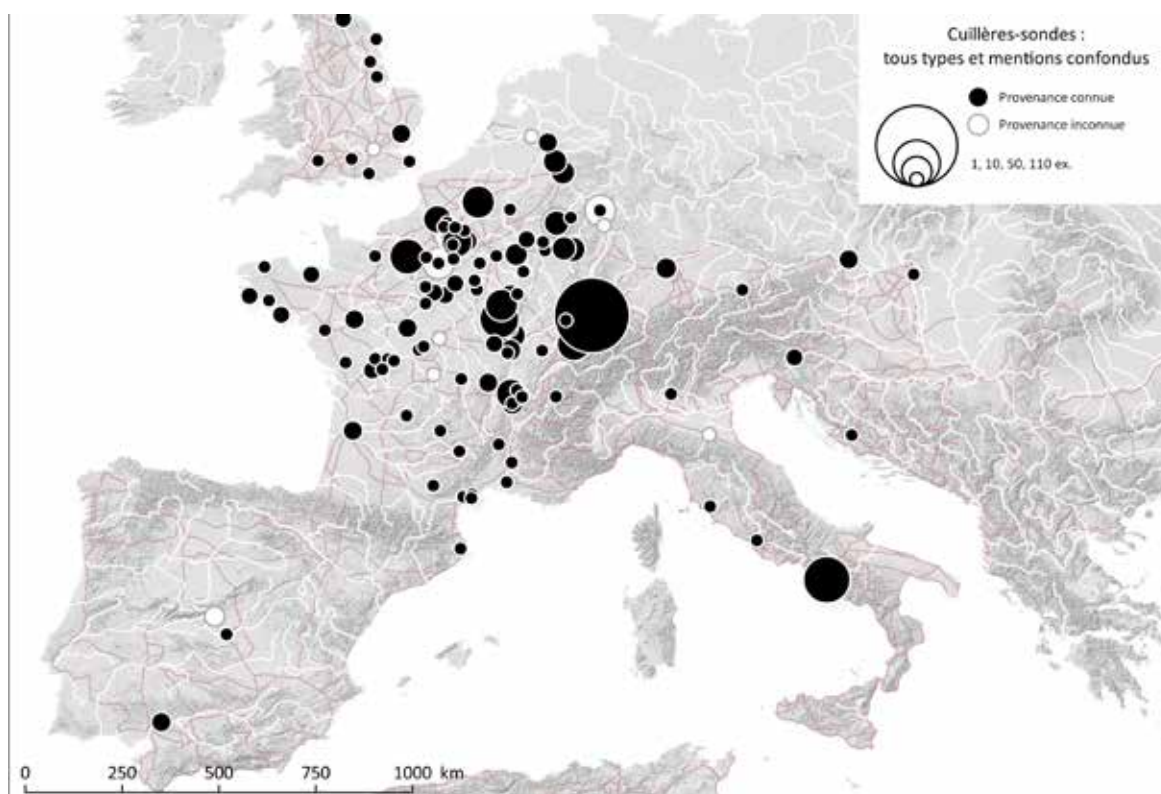 Cuillères-sondes :
tous types et mentions confondus
Provenance connue
Provenance inconnue
1, 10, 50, 110 ex.
0 250 500 750 1000 km